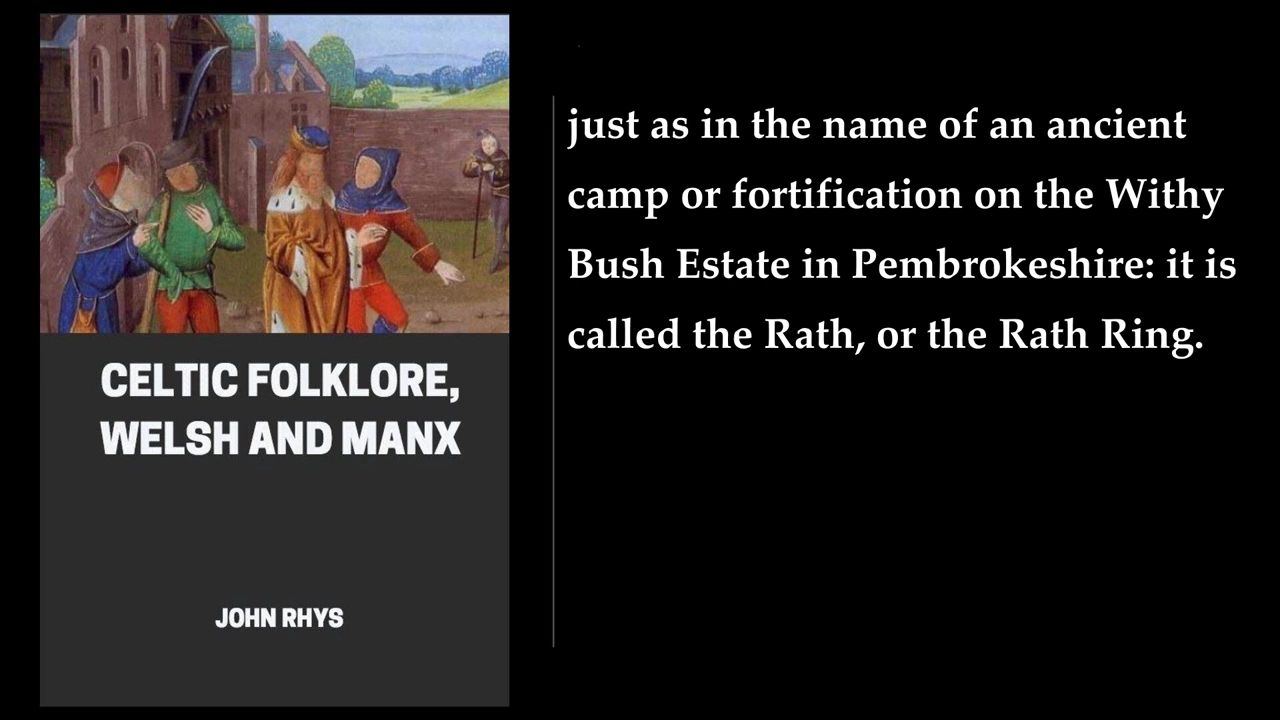 CELTIC FOLKLORE,
WELSH AND MANX
JOHN RHYS
just as in the name of an ancient
camp or fortification on the Withy
Bush Estate in Pembrokeshire: it is
called the Rath, or the Rath Ring.